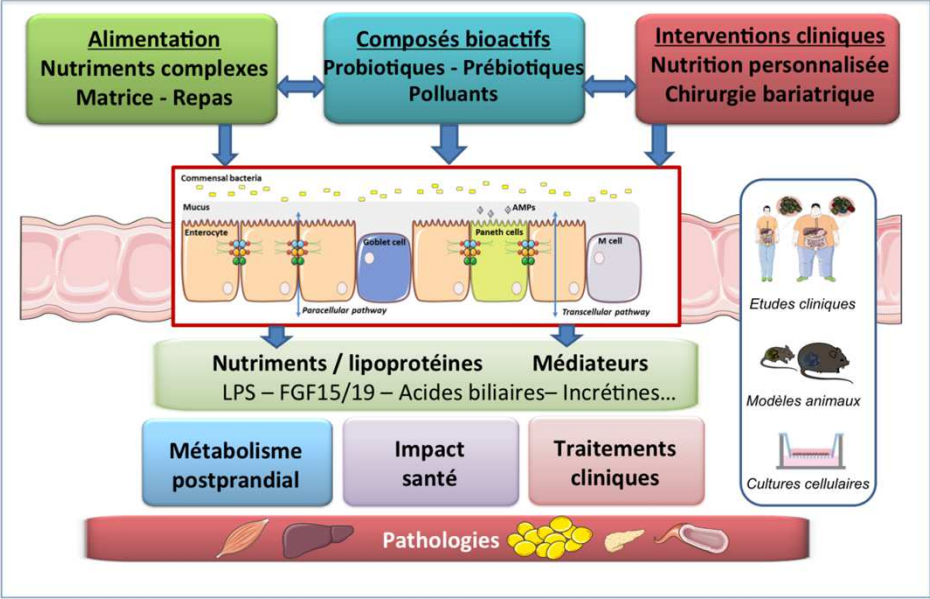 Alimentation
Nutriments complexes
Matrice - Repas
Composés bioactifs
Probiotiques - Prébiotiques
Polluants
Interventions cliniques
Nutrition personnalisée
Chirurgie bariatrique
Commensal bacteria
Mucus
AMPs
Enterocyte
Goblet cell
Paneth cells
M cell
Paracellular pathway
Transcellular pathway
Nutriments / lipoprotéines
Médiateurs
LPS – FGF15/19 – Acides biliaires– Incrétines...
Métabolisme
postprandial
Impact
santé
Traitements
cliniques
Pathologies
Etudes cliniques
Modèles animaux
Cultures cellulaires